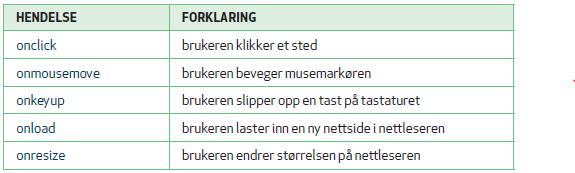 HENDELSE FORKLARING
onclick brukeren klikker et sted
onmousemove brukeren beveger musemarkøren
onkeyup brukeren slipper opp en tast på tastaturet
onload brukeren laster inn en ny nettside i nettleseren
onresize brukeren endrer størrelsen på nettleseren